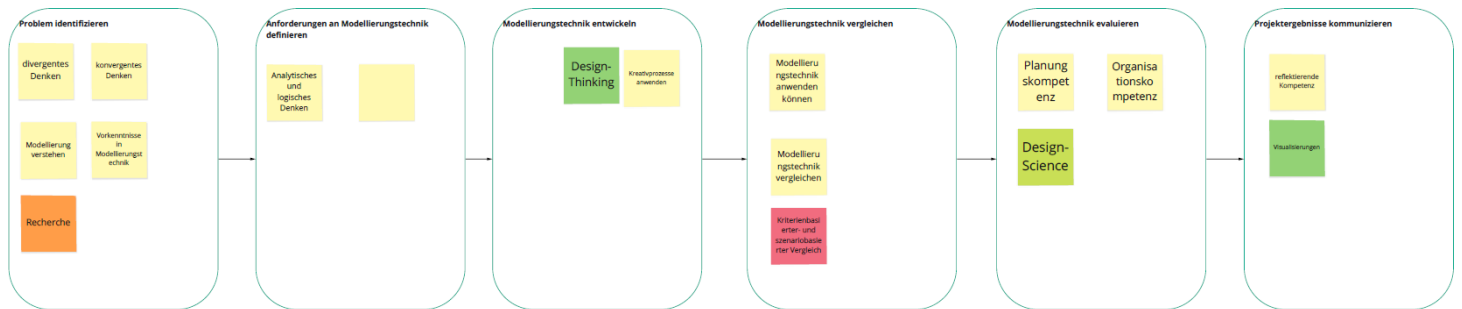 Problem identifizieren
divergentes
Denken
konvergentes
Denken
Modellierung
verstehen
Vorkenntnisse
in
Modellierungst
echnik
Recherche
Anforderungen an Modellierungstechnik
definieren
Analytisches
und
logisches
Denken
Modellierungstechnik entwickeln
Design-
Thinking
Kreativprozesse
anwenden
Modellierungstechnik vergleichen
Modellieru
ngstechnik
anwenden
können
Modellieru
ngstechnik
vergleichen
Kriterienbasi
erter- und
szenariobasie
rter Vergleich
Modellierungstechnik evaluieren
Planung
skompet
enz
Organisa
tionsko
mpetenz
Design-
Science
Projektergebnisse kommunizieren
reflektierende
Kompetenz
Visualisierungen